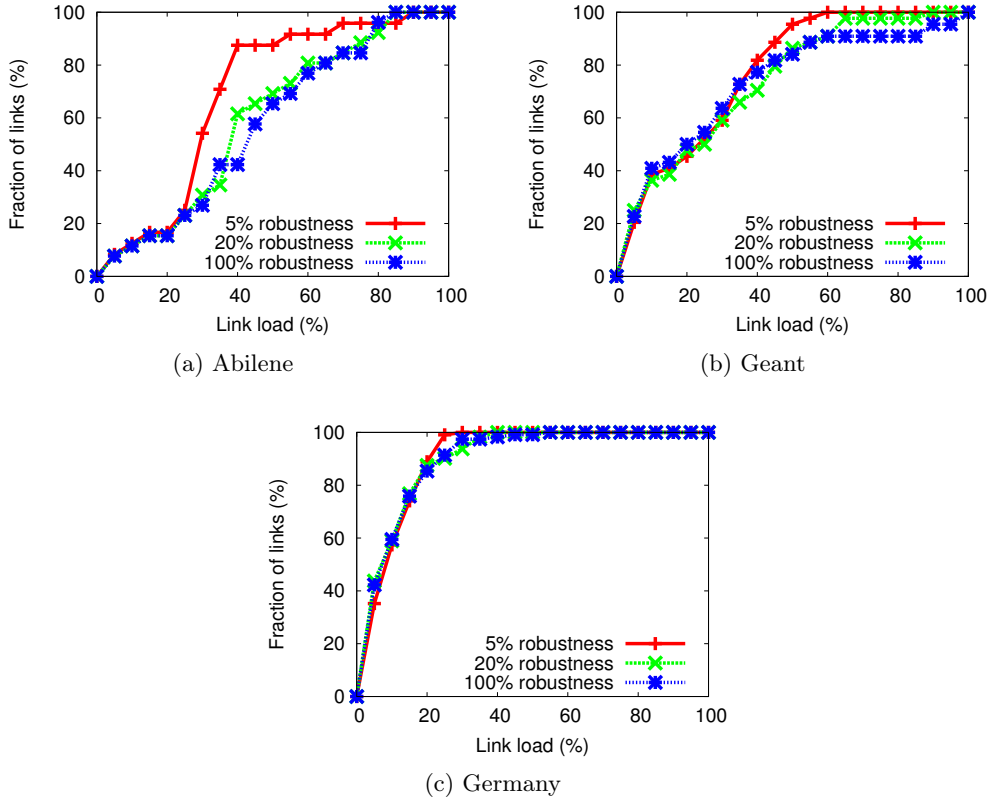 Fraction of links (%)
100
80
60
40
20
0
5% robustness
20% robustness
100% robustness
0 20 40 60 80 100
Link load (%)
(a) Abilene
Fraction of links (%)
100
80
60
40
20
0
5% robustness
20% robustness
100% robustness
0 20 40 60 80 100
Link load (%)
(b) Geant
Fraction of links (%)
100
80
60
40
20
0
5% robustness
20% robustness
100% robustness
0 20 40 60 80 100
Link load (%)
(c) Germany